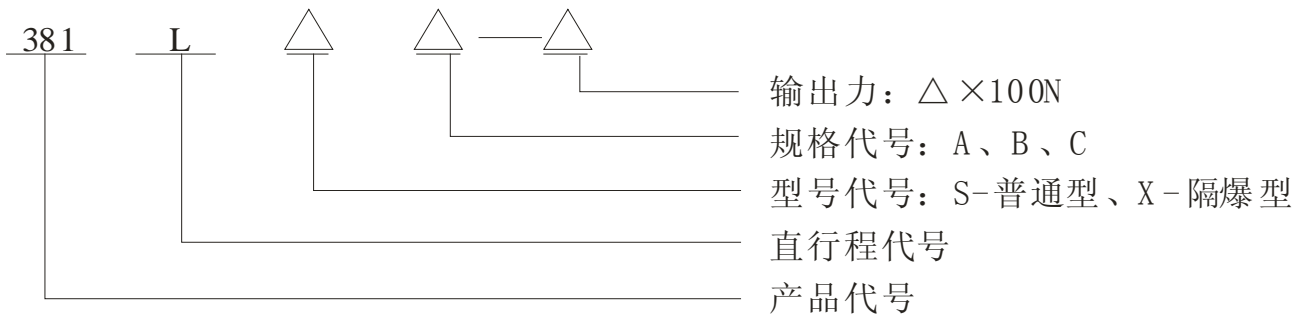 381 L △ △ — △
输出力：△×100N
规格代号：A、B、C
型号代号：S-普通型、X-隔爆型
直行程代号
产品代号